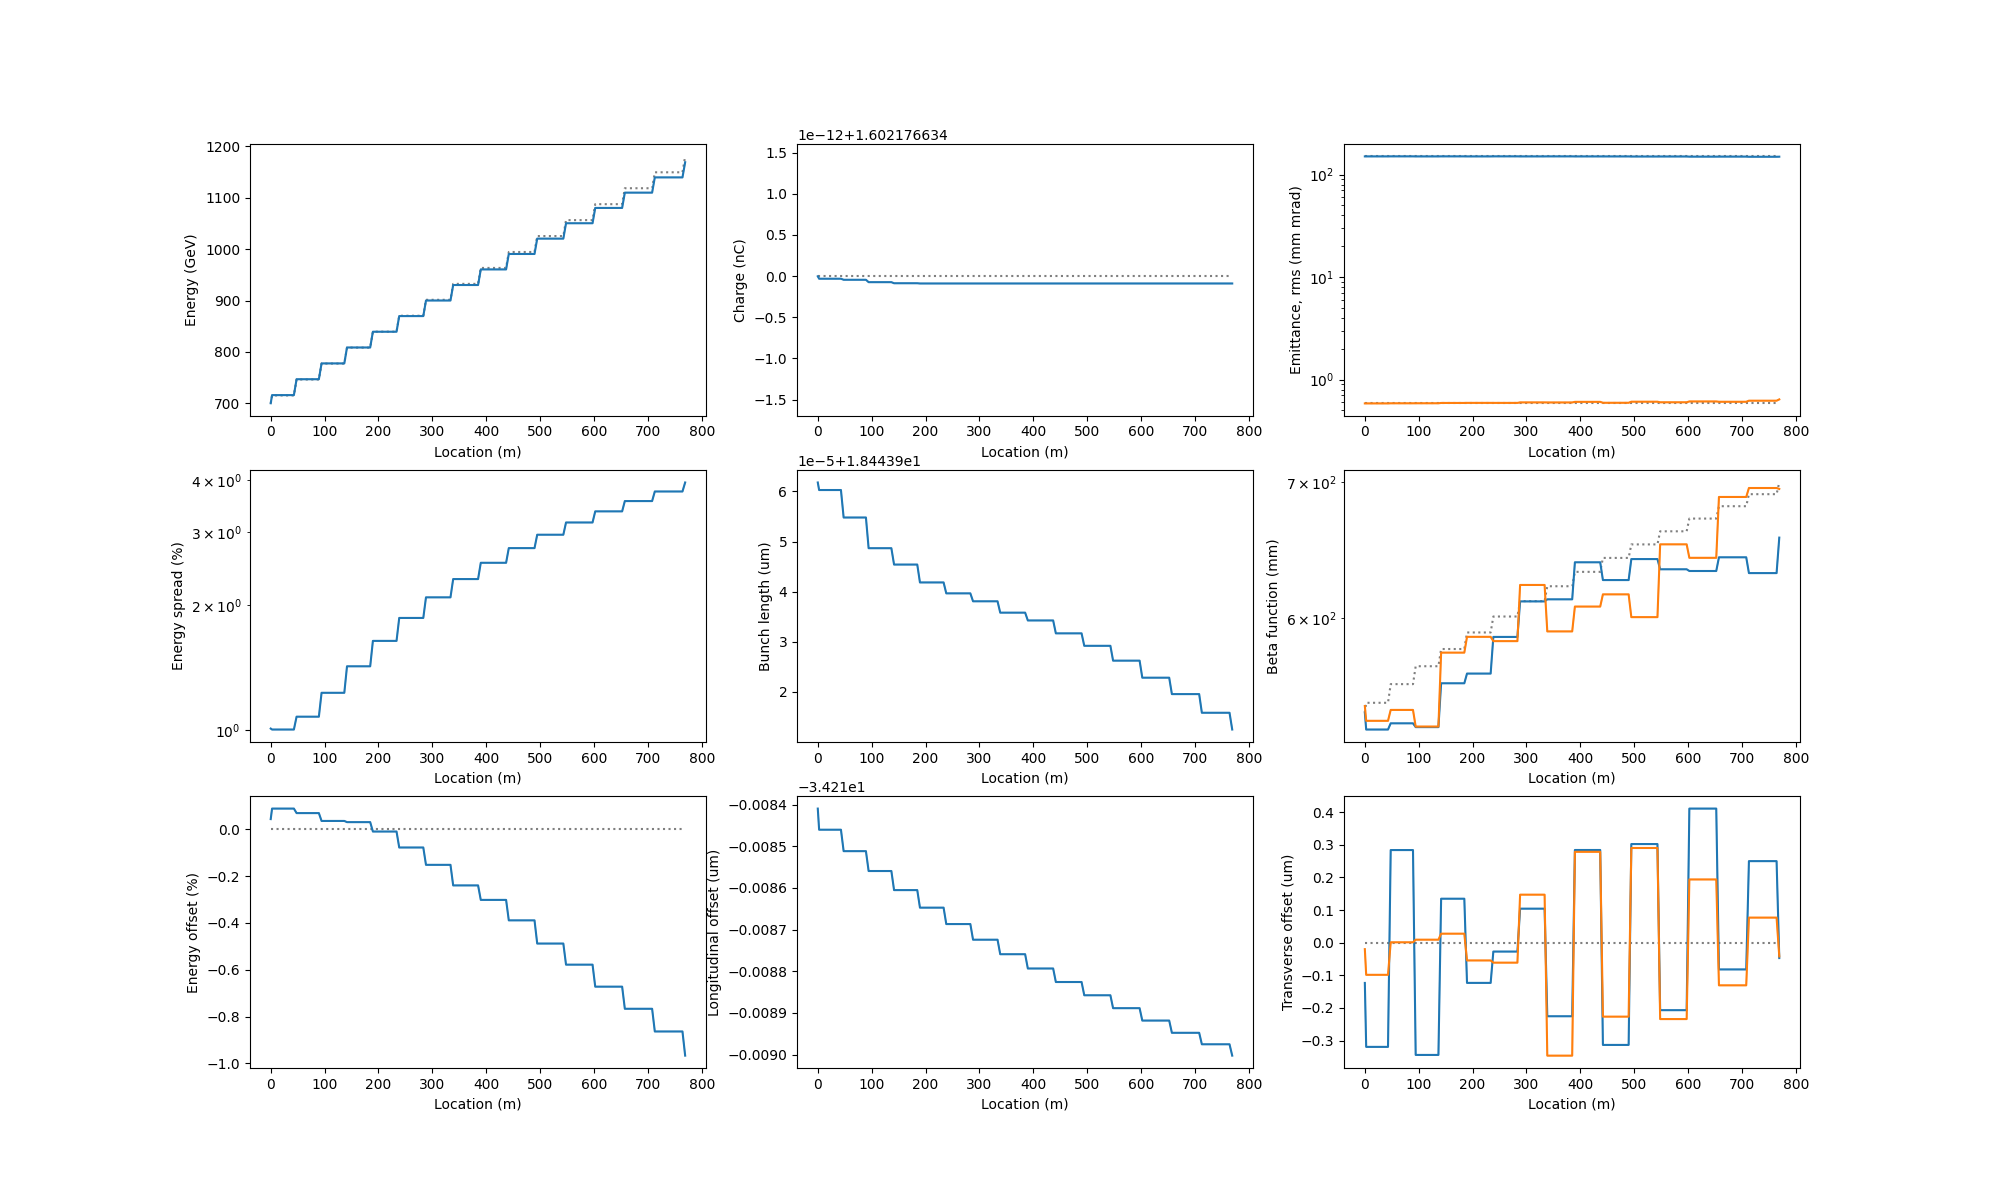 1e−12+1.602176634
Energy (GeV)
1200
1100
1000
900
800
700
0 100 200 300 400 500 600 700 800
Location (m)
Charge (nC)
1.5
1.0
0.5
0.0
−0.5
−1.0
−1.5
0 100 200 300 400 500 600 700 800
Location (m)
Emittance, rms (mm mrad)
10²
10¹
10⁰
0 100 200 300 400 500 600 700 800
Location (m)
Energy spread (%)
4 × 10⁰
3 × 10⁰
2 × 10⁰
10⁰
0 100 200 300 400 500 600 700 800
Location (m)
1e−5+1.84439e1
Bunch length (um)
6
5
4
3
2
0 100 200 300 400 500 600 700 800
Location (m)
Beta function (mm)
7 × 10²
6 × 10²
0 100 200 300 400 500 600 700 800
Location (m)
Energy offset (%)
0.0
−0.2
−0.4
−0.6
−0.8
−1.0
0 100 200 300 400 500 600 700 800
Location (m)
−3.421e1
Longitudinal offset (um)
−0.0084
−0.0085
−0.0086
−0.0087
−0.0088
−0.0089
−0.0090
0 100 200 300 400 500 600 700 800
Location (m)
Transverse offset (um)
0.4
0.3
0.2
0.1
0.0
−0.1
−0.2
−0.3
0 100 200 300 400 500 600 700 800
Location (m)